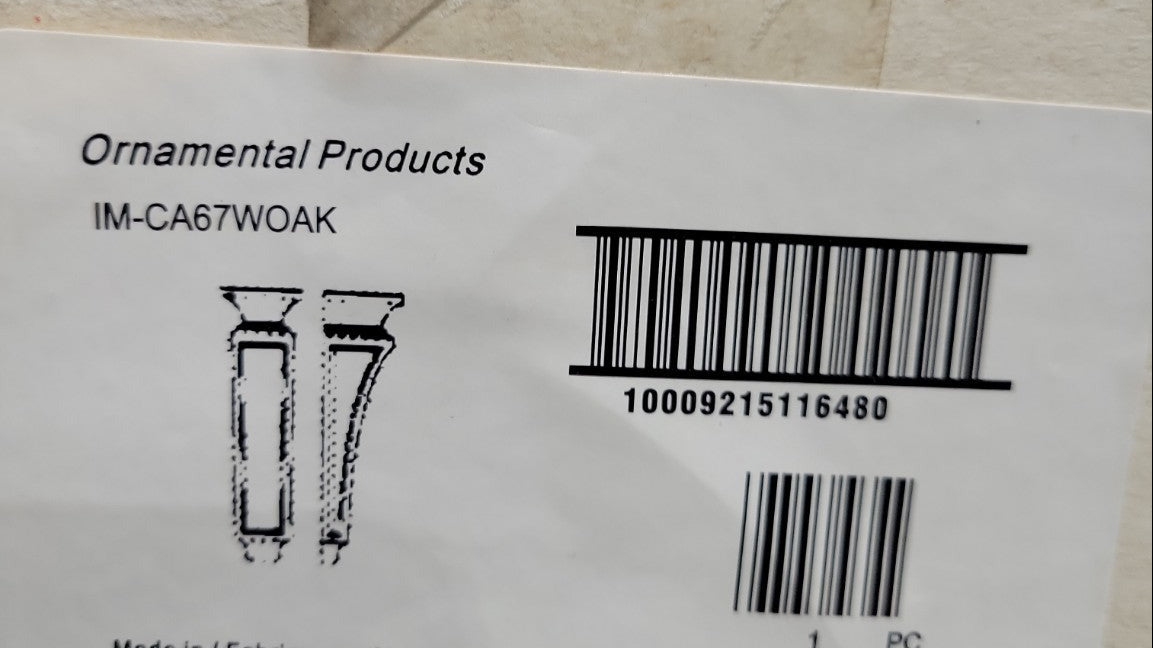 Ornamental Products
IM-CA67WOAK
10009215116480
1 PC